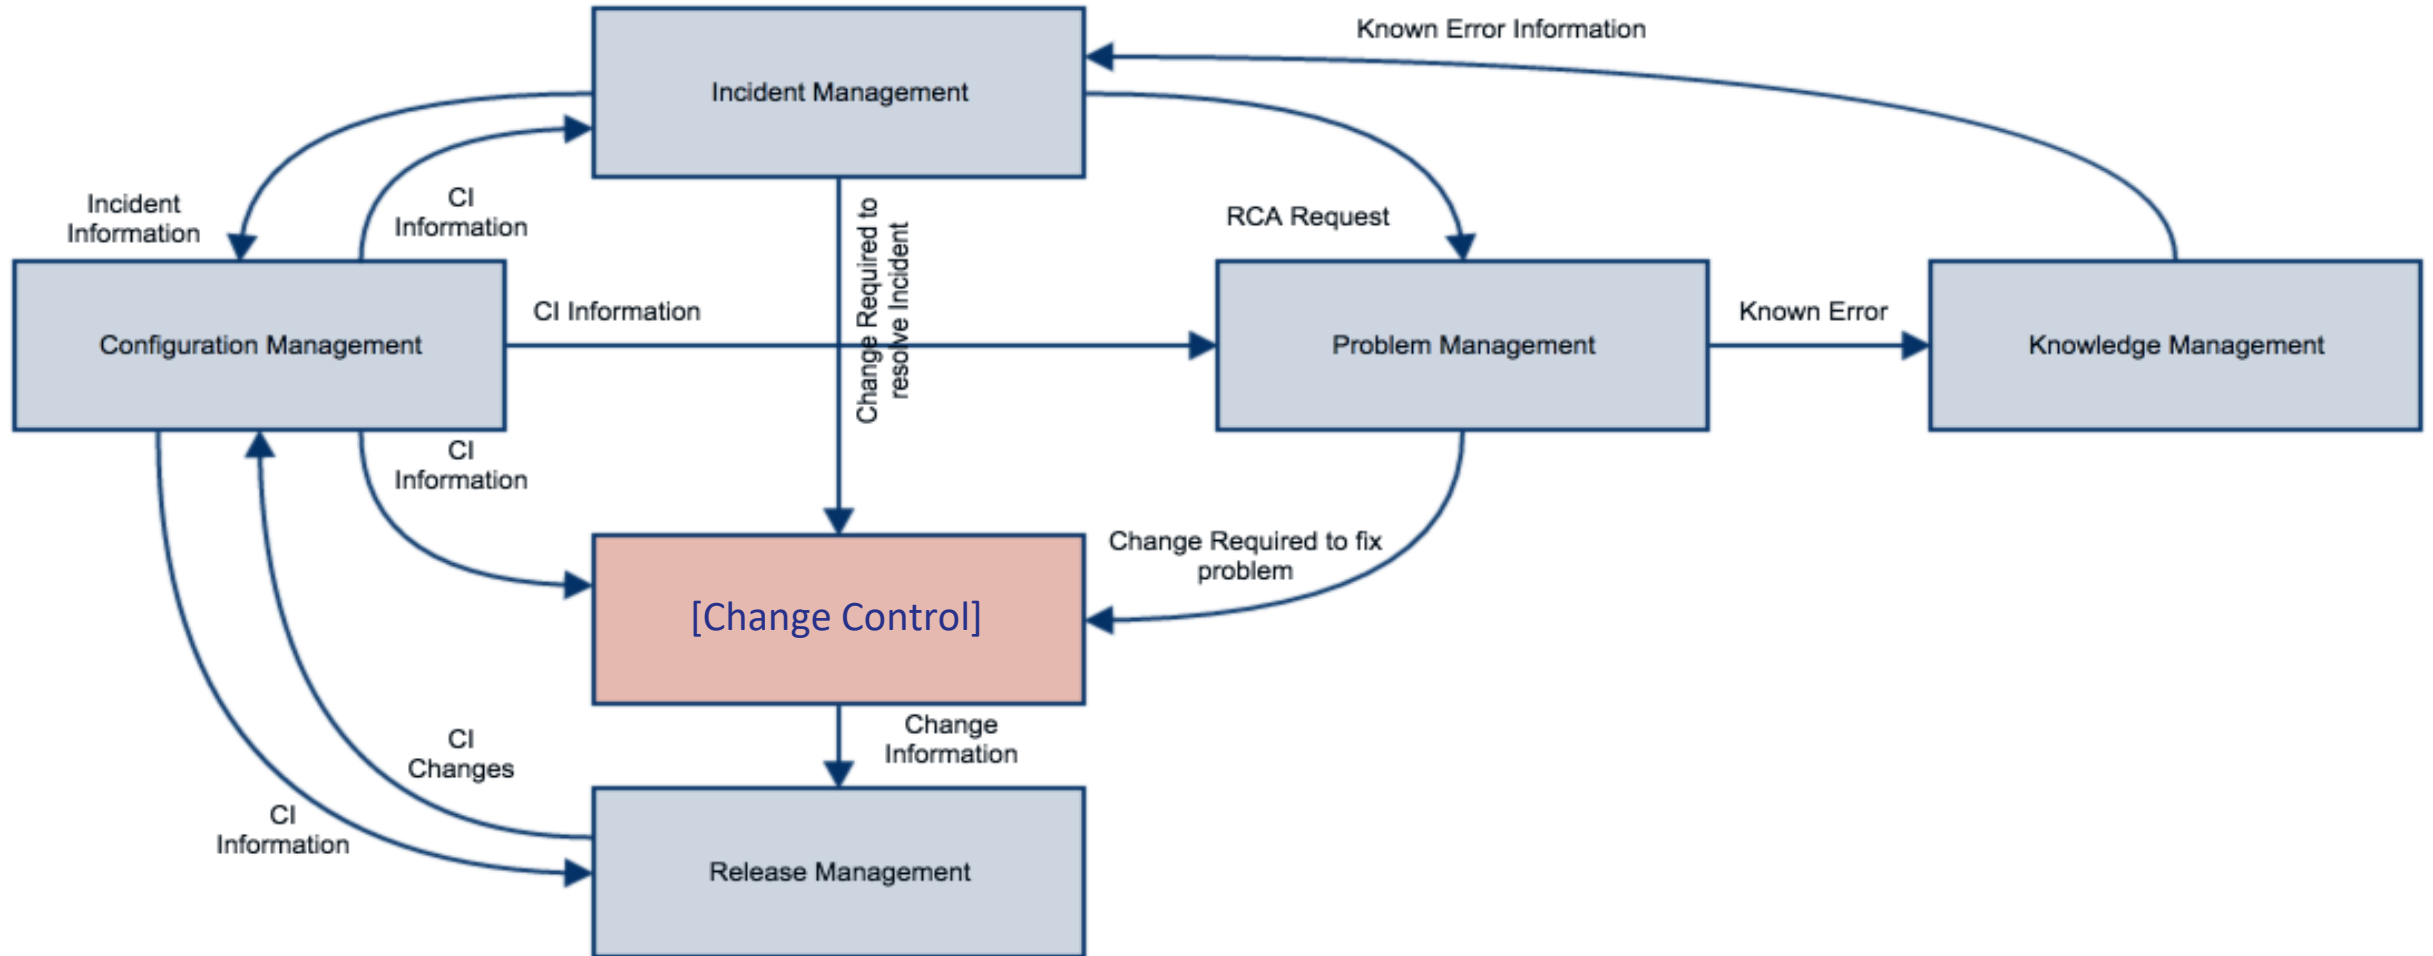 Known Error Information
Incident Management
Incident
Information
CI
Information
Change Required to
resolve Incident
RCA Request
Configuration Management
CI Information
Problem Management
Known Error
Knowledge Management
CI
Information
Change Required to fix
problem
[Change Control]
Change
Information
CI
Changes
CI
Information
Release Management